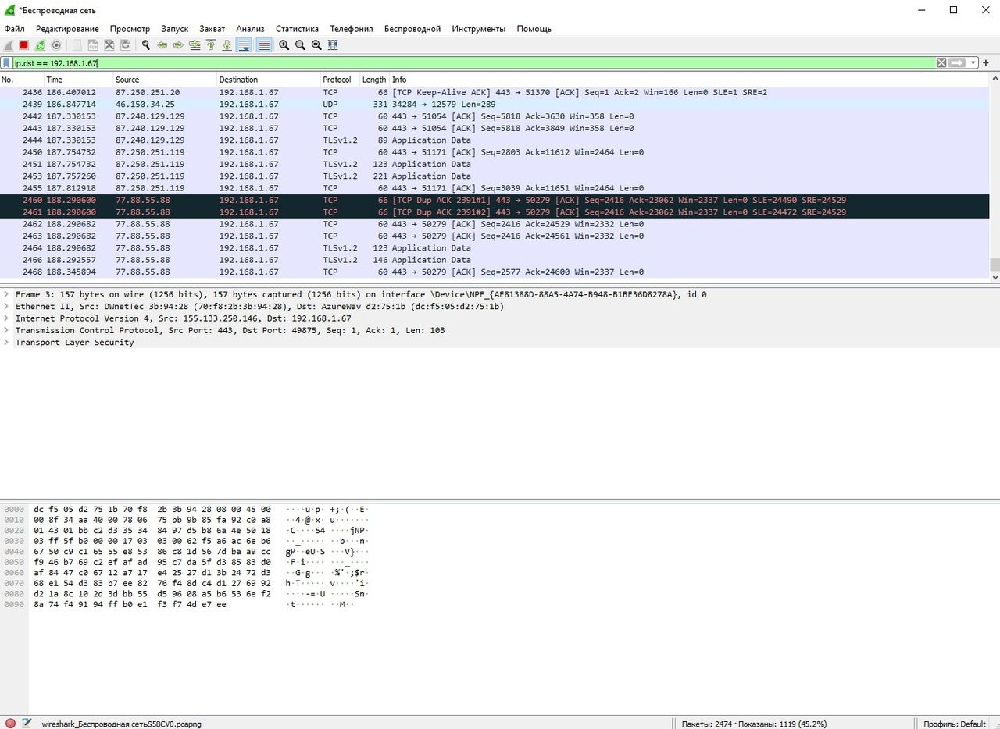 *Беспроводная сеть
Файл Редактирование Просмотр Запуск Захват Анализ Статистика Телефония Беспроводной Инструменты Помощь
ip.dst == 192.168.1.67
No. Time Source Destination Protocol Length Info
2436 186.407012 87.250.251.20 192.168.1.67 TCP 66 [TCP Keep-Alive ACK] 443 → 51370 [ACK] Seq=1 Ack=2 Win=166 Len=0 SLE=1 SRE=2
2439 186.847714 46.150.34.25 192.168.1.67 UDP 331 34284 → 12579 Len=289
2442 187.330153 87.240.129.129 192.168.1.67 TCP 60 443 → 51054 [ACK] Seq=5818 Ack=3630 Win=358 Len=0
2443 187.330153 87.240.129.129 192.168.1.67 TCP 60 443 → 51054 [ACK] Seq=5818 Ack=3849 Win=358 Len=0
2444 187.330153 87.240.129.129 192.168.1.67 TLSv1.2 89 Application Data
2450 187.754732 87.250.251.119 192.168.1.67 TCP 60 443 → 51171 [ACK] Seq=2803 Ack=11612 Win=2464 Len=0
2451 187.754732 87.250.251.119 192.168.1.67 TLSv1.2 123 Application Data
2453 187.757260 87.250.251.119 192.168.1.67 TLSv1.2 221 Application Data
2455 187.812918 87.250.251.119 192.168.1.67 TCP 60 443 → 51171 [ACK] Seq=3039 Ack=11651 Win=2464 Len=0
2460 188.290600 77.88.55.88 192.168.1.67 TCP 66 [TCP Dup ACK 2391#1] 443 → 50279 [ACK] Seq=2416 Ack=23062 Win=2337 Len=0 SLE=24490 SRE=24529
2461 188.290600 77.88.55.88 192.168.1.67 TCP 66 [TCP Dup ACK 2391#2] 443 → 50279 [ACK] Seq=2416 Ack=23062 Win=2337 Len=0 SLE=24472 SRE=24529
2462 188.290682 77.88.55.88 192.168.1.67 TCP 60 443 → 50279 [ACK] Seq=2416 Ack=24529 Win=2332 Len=0
2463 188.290682 77.88.55.88 192.168.1.67 TCP 60 443 → 50279 [ACK] Seq=2416 Ack=24561 Win=2332 Len=0
2464 188.290682 77.88.55.88 192.168.1.67 TLSv1.2 123 Application Data
2466 188.292557 77.88.55.88 192.168.1.67 TLSv1.2 146 Application Data
2468 188.345894 77.88.55.88 192.168.1.67 TCP 60 443 → 50279 [ACK] Seq=2577 Ack=24600 Win=2337 Len=0
Frame 3: 157 bytes on wire (1256 bits), 157 bytes captured (1256 bits) on interface \Device\NPF_{AF81388D-88A5-4A74-B948-B1BE36D8278A}, id 0
Ethernet II, Src: DWnetTec_3b:94:28 (70:f8:2b:3b:94:28), Dst: AzureWav_d2:75:1b (dc:f5:05:d2:75:1b)
Internet Protocol Version 4, Src: 155.133.250.146, Dst: 192.168.1.67
Transmission Control Protocol, Src Port: 443, Dst Port: 49875, Seq: 1, Ack: 1, Len: 103
Transport Layer Security
0000 dc f5 05 d2 75 1b 70 f8 2b 3b 94 28 08 00 45 00 ····u·p· +;·(··E·
0010 00 8f 34 aa 40 00 78 06 75 bb 9b 85 fa 92 c0 a8 ··4·@·x· u·······
0020 01 43 01 bb c2 d3 35 34 84 97 d5 b8 6a 4e 50 18 ·C····54 ····jNP·
0030 03 ff 5f b0 00 00 17 03 03 00 62 f5 a6 ac 6e b6 ··_····· ··b···n·
0040 67 50 c9 c1 65 55 e8 53 86 c8 1d 56 7d ba a9 cc gP··eU·S ···V}···
0050 f9 46 b7 69 c2 ef af ad 95 c7 da 5f d3 85 83 d0 ·F·i···· ···_····
0060 af 84 47 c0 67 12 a7 17 e4 25 27 d1 3b 24 72 d3 ··G·g··· ·%'·;$r·
0070 68 e1 54 d3 83 b7 ee 82 76 f4 8d c4 d1 27 69 92 h·T····· v····'i·
0080 d2 1a 8c 10 2d 3d bb 55 d5 96 08 a5 b6 53 6e f2 ····-=·U ·····Sn·
0090 8a 74 f4 91 94 ff b0 e1 f3 f7 4d e7 ee ·t······ ··M··
wireshark_Беспроводная сетьS58CV0.pcapng Пакеты: 2474 · Показаны: 1119 (45.2%) Профиль: Default